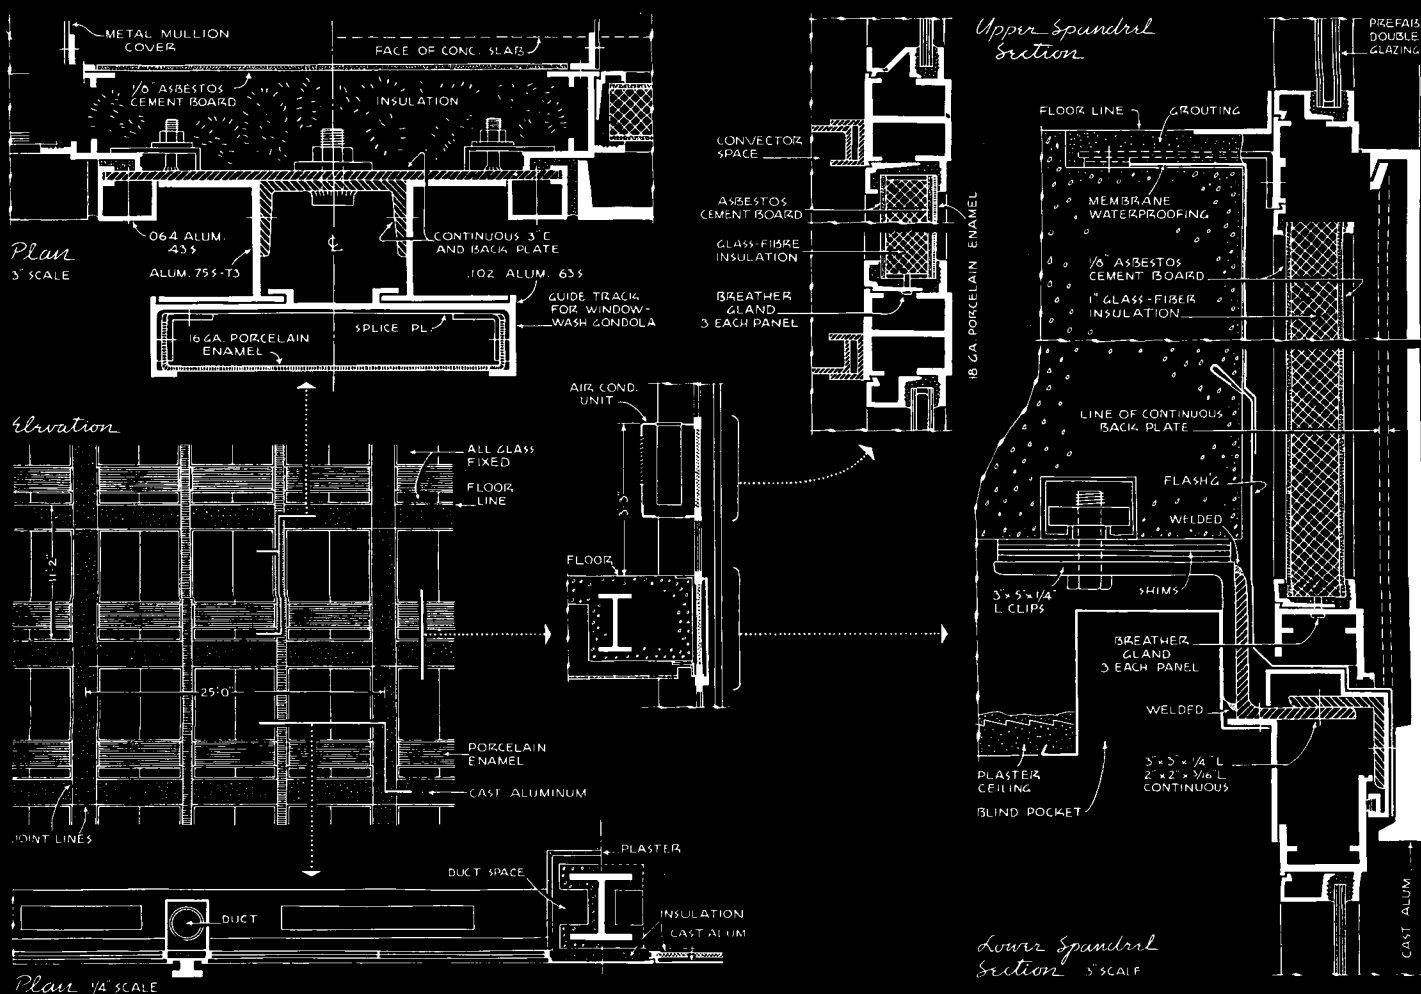 METAL MULLION
COVER
FACE OF CONC. SLAB
1/8" ASBESTOS
CEMENT BOARD
INSULATION
.064 ALUM.
43S
ALUM. 75S-T3
℄
CONTINUOUS 3" C
AND BACK PLATE
.102 ALUM. 63S
GUIDE TRACK
FOR WINDOW-
WASH GONDOLA
16 GA. PORCELAIN
ENAMEL
SPLICE PL.
Plan
3" SCALE
Upper Spandrel
Section
CONVECTOR
SPACE
ASBESTOS
CEMENT BOARD
GLASS-FIBRE
INSULATION
BREATHER
GLAND
3 EACH PANEL
18 GA. PORCELAIN ENAMEL
PREFAB
DOUBLE
GLAZING
FLOOR LINE
GROUTING
MEMBRANE
WATERPROOFING
1/8" ASBESTOS
CEMENT BOARD
1" GLASS-FIBER
INSULATION
LINE OF CONTINUOUS
BACK PLATE
FLASH'G
WELDED
SHIMS
3" x 5" x 1/4"
L CLIPS
BREATHER
GLAND
3 EACH PANEL
WELDED
3" x 3" x 1/4" L
2" x 2" x 3/16" L
CONTINUOUS
PLASTER
CEILING
BLIND POCKET
CAST ALUM
Lower Spandrel
Section 3" SCALE
Elevation
ALL GLASS
FIXED
FLOOR
LINE
11'-2"
25'-0"
PORCELAIN
ENAMEL
CAST ALUMINUM
JOINT LINES
AIR COND.
UNIT
3'-3"
FLOOR
PLASTER
DUCT SPACE
DUCT
INSULATION
CAST ALUM
Plan 1/4" SCALE